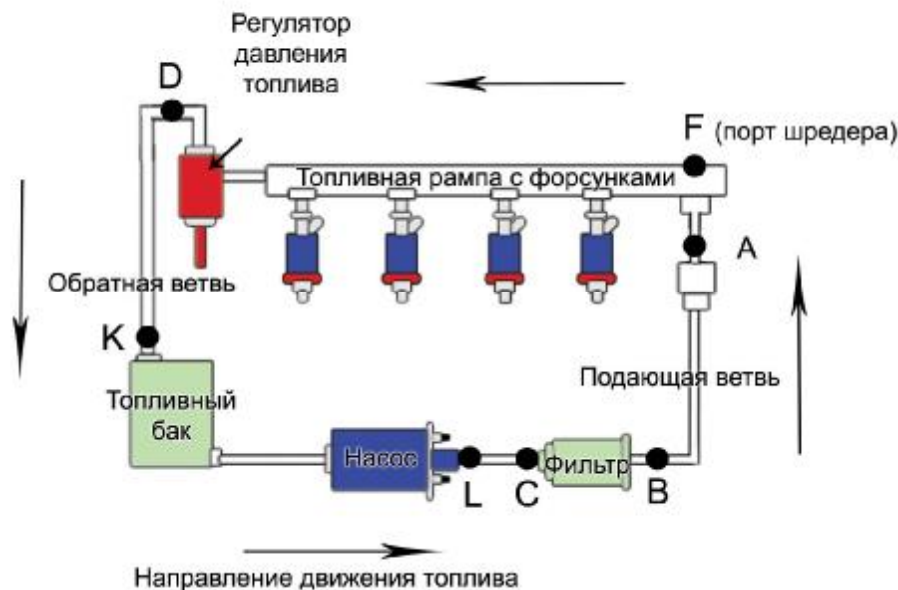 Регулятор
давления
топлива
D
F (порт шредера)
Топливная рампа с форсунками
A
Обратная ветвь
K
Подающая ветвь
Топливный
бак
Насос
Фильтр
L
C
B
Направление движения топлива